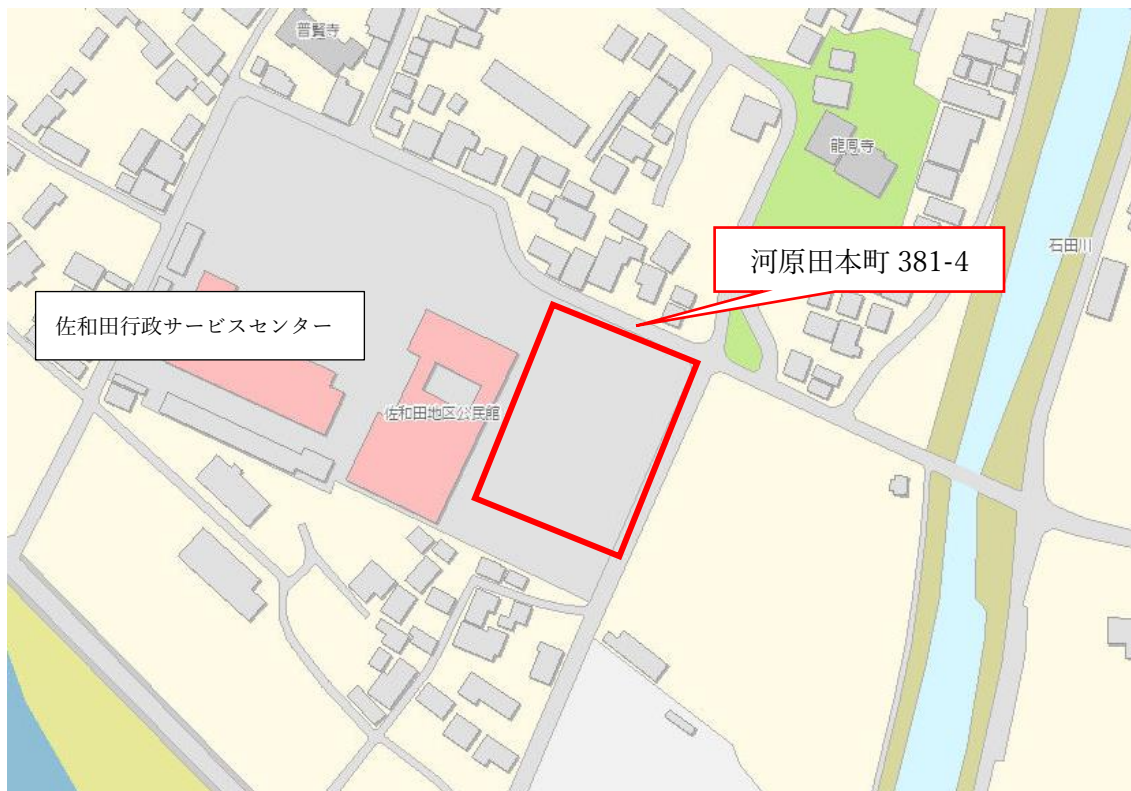 普賢寺
龍鳳寺
石田川
河原田本町 381-4
佐和田行政サービスセンター
佐和田地区公民館